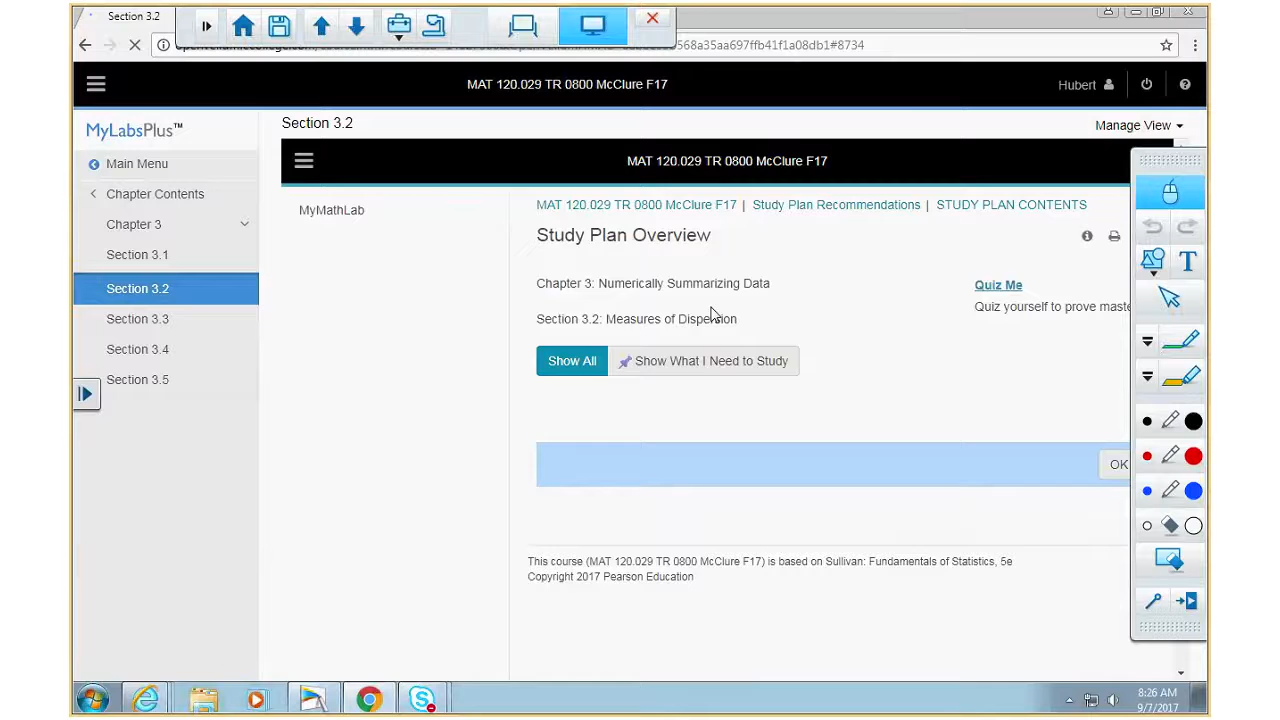 Section 3.2
568a35aa697ffb41f1a08db1#8734
MAT 120.029 TR 0800 McClure F17
Hubert
MyLabsPlus™
Main Menu
Chapter Contents
Chapter 3
Section 3.1
Section 3.2
Section 3.3
Section 3.4
Section 3.5
Section 3.2
Manage View
MAT 120.029 TR 0800 McClure F17
MyMathLab
MAT 120.029 TR 0800 McClure F17 | Study Plan Recommendations | STUDY PLAN CONTENTS
Study Plan Overview
Chapter 3: Numerically Summarizing Data
Quiz Me
Quiz yourself to prove maste
Section 3.2: Measures of Dispersion
Show All
Show What I Need to Study
OK
This course (MAT 120.029 TR 0800 McClure F17) is based on Sullivan: Fundamentals of Statistics, 5e
Copyright 2017 Pearson Education
T
8:26 AM
9/7/2017